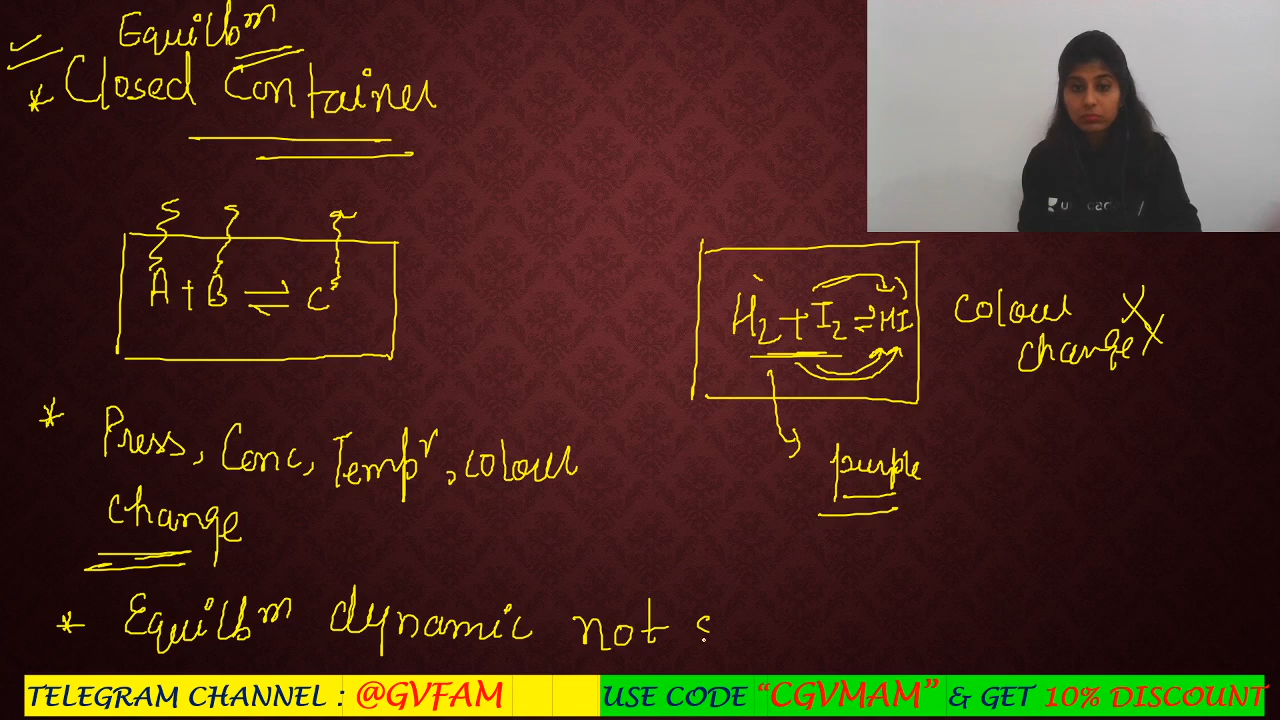 Equilbm
* Closed Container
A + B ⇌ C
H2 + I2 ⇌ HI
colour
change XX
purple
* Press, Conc, Tempr, colour
change
* Equilbm dynamic not s
TELEGRAM CHANNEL : @GVFAM
USE CODE “CGVMAM” & GET 10% DISCOUNT